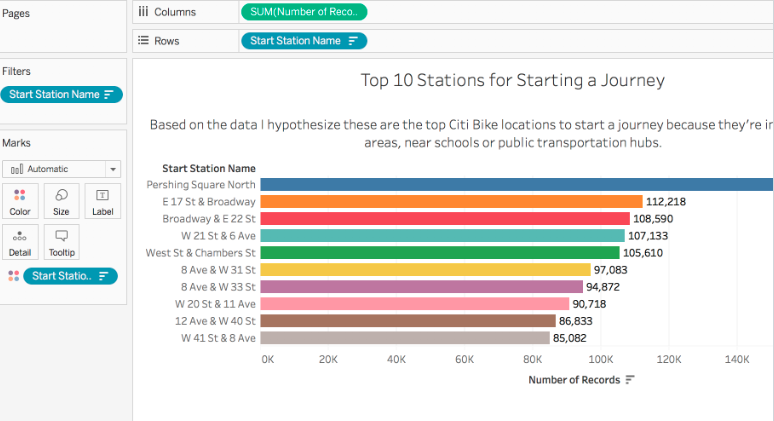 Pages
Columns
SUM(Number of Reco..
Rows
Start Station Name
Filters
Start Station Name
Marks
Automatic
Color
Size
Label
Detail
Tooltip
Start Statio..
Top 10 Stations for Starting a Journey
Based on the data I hypothesize these are the top Citi Bike locations to start a journey because they're i
areas, near schools or public transportation hubs.
Start Station Name
Pershing Square North
E 17 St & Broadway 112,218
Broadway & E 22 St 108,590
W 21 St & 6 Ave 107,133
West St & Chambers St 105,610
8 Ave & W 31 St 97,083
8 Ave & W 33 St 94,872
W 20 St & 11 Ave 90,718
12 Ave & W 40 St 86,833
W 41 St & 8 Ave 85,082
0K 20K 40K 60K 80K 100K 120K 140K
Number of Records